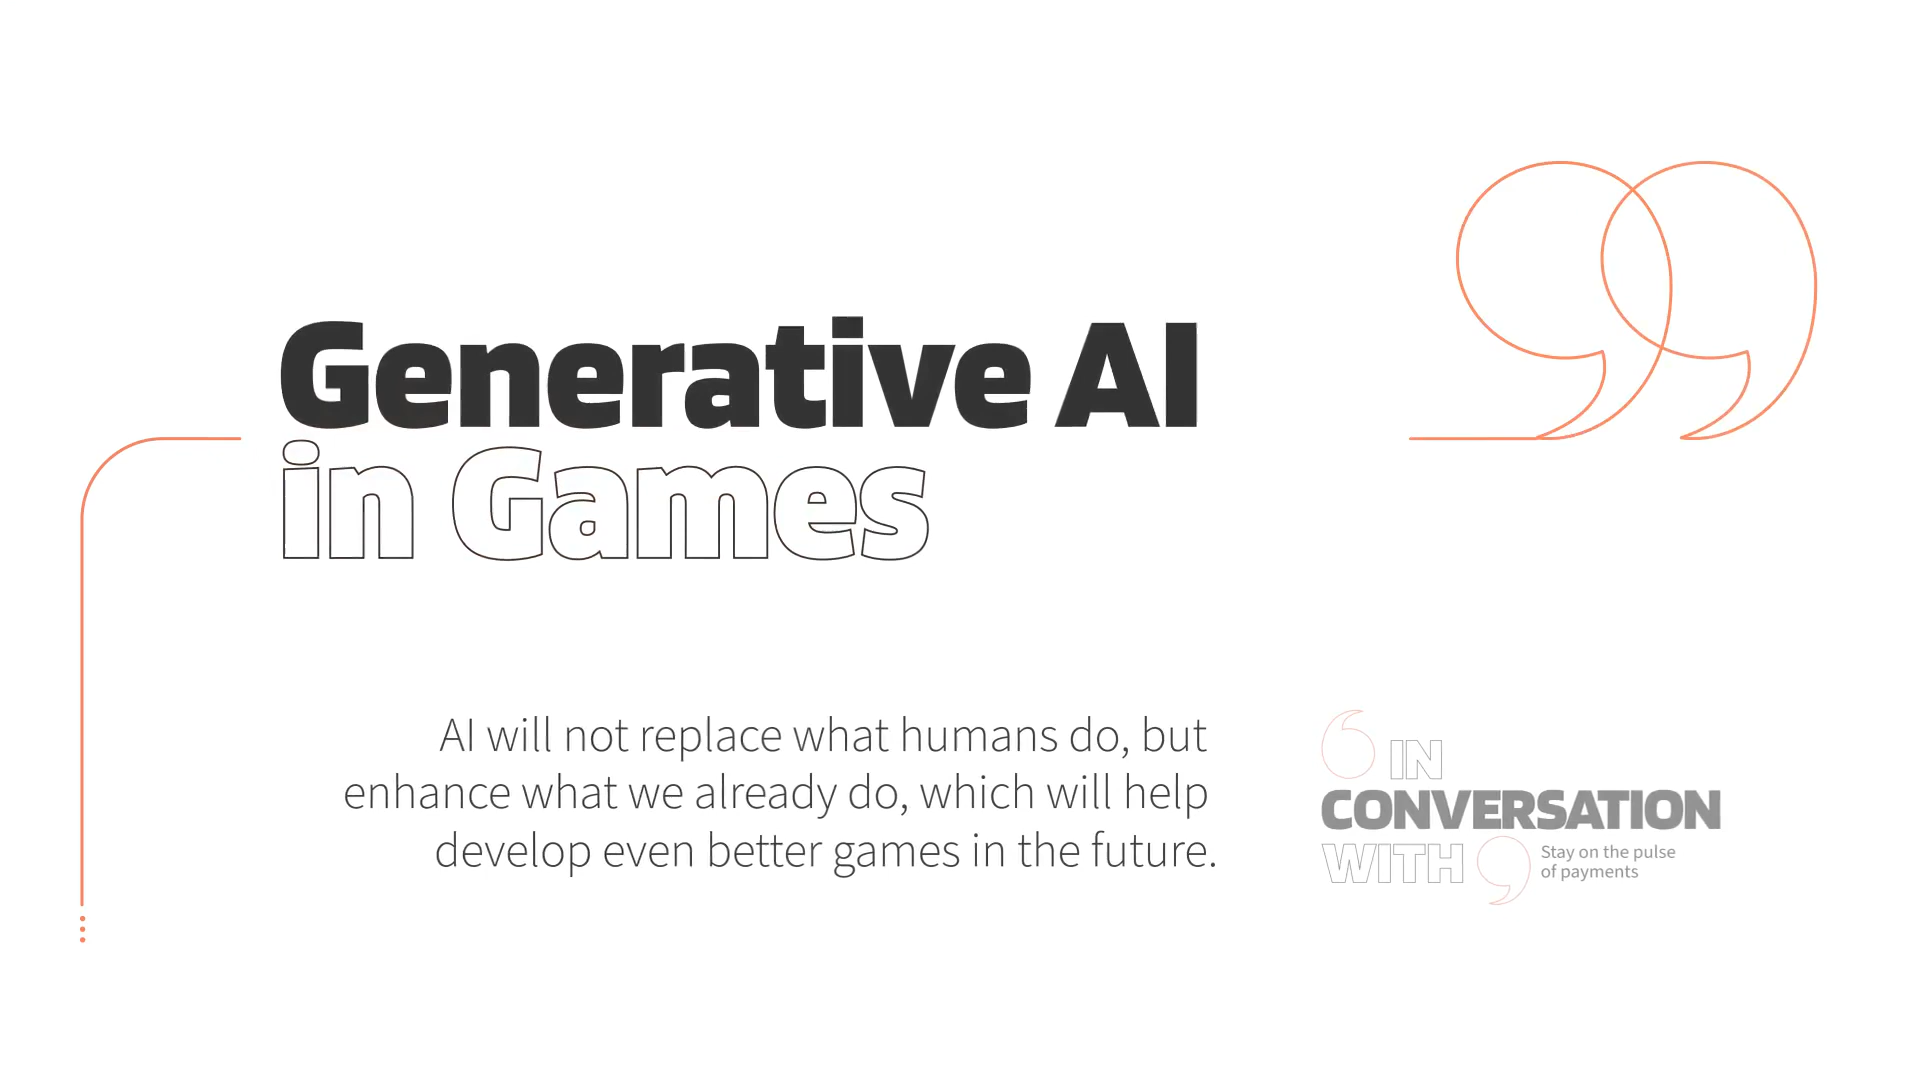 Generative AI
in Games
AI will not replace what humans do, but
enhance what we already do, which will help
develop even better games in the future.
IN
CONVERSATION
WITH
Stay on the pulse
of payments